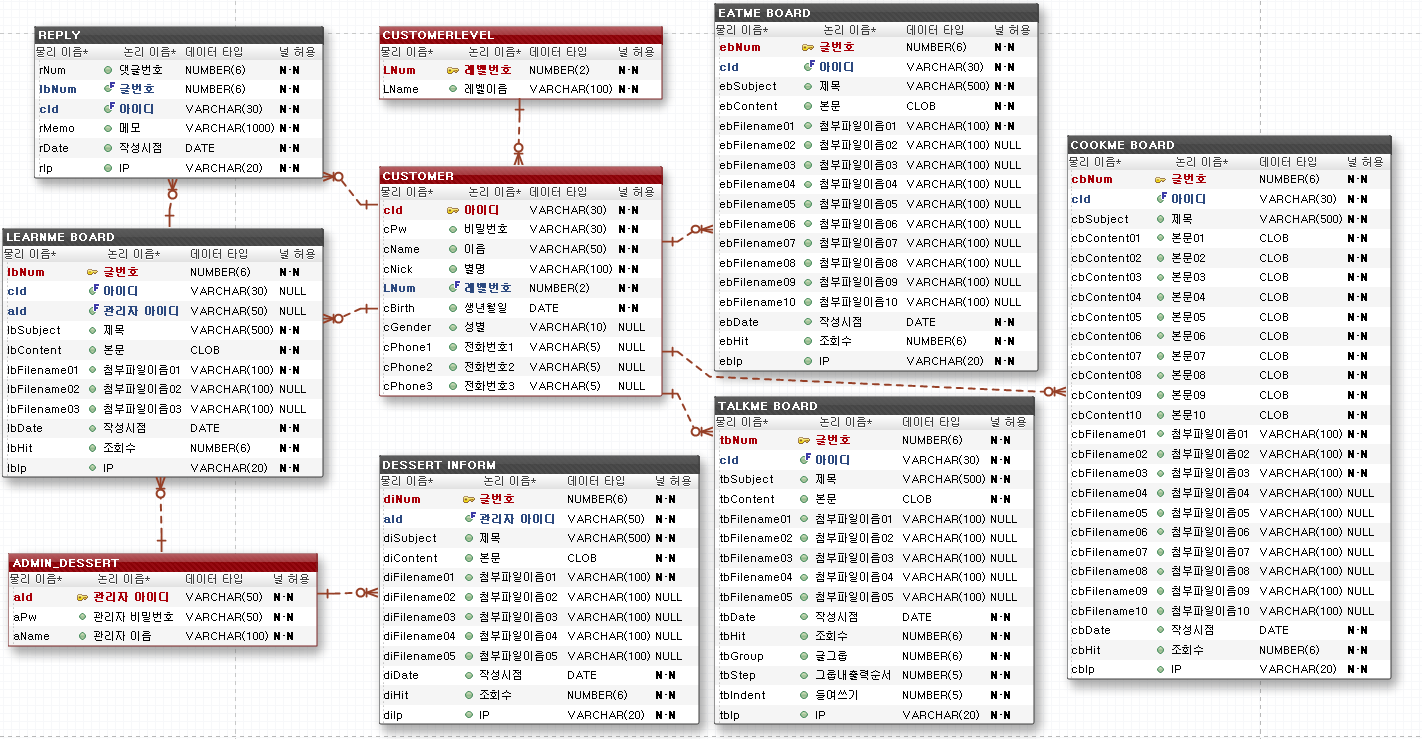 REPLY
물리 이름* 논리 이름* 데이터 타입 널 허용
rNum 댓글번호 NUMBER(6) N-N
lbNum 글번호 NUMBER(6) N-N
cId 아이디 VARCHAR(30) N-N
rMemo 메모 VARCHAR(1000) N-N
rDate 작성시점 DATE N-N
rIp IP VARCHAR(20) N-N
CUSTOMERLEVEL
물리 이름* 논리 이름* 데이터 타입 널 허용
LNum 레벨번호 NUMBER(2) N-N
LName 레벨이름 VARCHAR(100) N-N
CUSTOMER
물리 이름* 논리 이름* 데이터 타입 널 허용
cId 아이디 VARCHAR(30) N-N
cPw 비밀번호 VARCHAR(30) N-N
cName 이름 VARCHAR(50) N-N
cNick 별명 VARCHAR(100) N-N
LNum 레벨번호 NUMBER(2) N-N
cBirth 생년월일 DATE N-N
cGender 성별 VARCHAR(10) NULL
cPhone1 전화번호1 VARCHAR(5) NULL
cPhone2 전화번호2 VARCHAR(5) NULL
cPhone3 전화번호3 VARCHAR(5) NULL
LEARNME BOARD
물리 이름* 논리 이름* 데이터 타입 널 허용
lbNum 글번호 NUMBER(6) N-N
cId 아이디 VARCHAR(30) NULL
aId 관리자 아이디 VARCHAR(50) NULL
lbSubject 제목 VARCHAR(500) N-N
lbContent 본문 CLOB N-N
lbFilename01 첨부파일이음01 VARCHAR(100) N-N
lbFilename02 첨부파일이음02 VARCHAR(100) NULL
lbFilename03 첨부파일이음03 VARCHAR(100) NULL
lbDate 작성시점 DATE N-N
lbHit 조회수 NUMBER(6) N-N
lbIp IP VARCHAR(20) N-N
ADMIN_DESSERT
물리 이름* 논리 이름* 데이터 타입 널 허용
aId 관리자 아이디 VARCHAR(50) N-N
aPw 관리자 비밀번호 VARCHAR(50) N-N
aName 관리자 이름 VARCHAR(100) N-N
DESSERT INFORM
물리 이름* 논리 이름* 데이터 타입 널 허용
diNum 글번호 NUMBER(6) N-N
aId 관리자 아이디 VARCHAR(50) N-N
diSubject 제목 VARCHAR(500) N-N
diContent 본문 CLOB N-N
diFilename01 첨부파일이음01 VARCHAR(100) N-N
diFilename02 첨부파일이음02 VARCHAR(100) NULL
diFilename03 첨부파일이음03 VARCHAR(100) NULL
diFilename04 첨부파일이음04 VARCHAR(100) NULL
diFilename05 첨부파일이음05 VARCHAR(100) NULL
diDate 작성시점 DATE N-N
diHit 조회수 NUMBER(6) N-N
diIp IP VARCHAR(20) N-N
EATME BOARD
물리 이름* 논리 이름* 데이터 타입 널 허용
ebNum 글번호 NUMBER(6) N-N
cId 아이디 VARCHAR(30) N-N
ebSubject 제목 VARCHAR(500) N-N
ebContent 본문 CLOB N-N
ebFilename01 첨부파일이음01 VARCHAR(100) N-N
ebFilename02 첨부파일이음02 VARCHAR(100) NULL
ebFilename03 첨부파일이음03 VARCHAR(100) NULL
ebFilename04 첨부파일이음04 VARCHAR(100) NULL
ebFilename05 첨부파일이음05 VARCHAR(100) NULL
ebFilename06 첨부파일이음06 VARCHAR(100) NULL
ebFilename07 첨부파일이음07 VARCHAR(100) NULL
ebFilename08 첨부파일이음08 VARCHAR(100) NULL
ebFilename09 첨부파일이음09 VARCHAR(100) NULL
ebFilename10 첨부파일이음10 VARCHAR(100) NULL
ebDate 작성시점 DATE N-N
ebHit 조회수 NUMBER(6) N-N
ebIp IP VARCHAR(20) N-N
TALKME BOARD
물리 이름* 논리 이름* 데이터 타입 널 허용
tbNum 글번호 NUMBER(6) N-N
cId 아이디 VARCHAR(30) N-N
tbSubject 제목 VARCHAR(500) N-N
tbContent 본문 CLOB N-N
tbFilename01 첨부파일이음01 VARCHAR(100) NULL
tbFilename02 첨부파일이음02 VARCHAR(100) NULL
tbFilename03 첨부파일이음03 VARCHAR(100) NULL
tbFilename04 첨부파일이음04 VARCHAR(100) NULL
tbFilename05 첨부파일이음05 VARCHAR(100) NULL
tbDate 작성시점 DATE N-N
tbHit 조회수 NUMBER(6) N-N
tbGroup 글그룹 NUMBER(6) N-N
tbStep 그룹내출력순서 NUMBER(5) N-N
tbIndent 들여쓰기 NUMBER(5) N-N
tbIp IP VARCHAR(20) N-N
COOKME BOARD
물리 이름* 논리 이름* 데이터 타입 널 허용
cbNum 글번호 NUMBER(6) N-N
cId 아이디 VARCHAR(30) N-N
cbSubject 제목 VARCHAR(500) N-N
cbContent01 본문01 CLOB N-N
cbContent02 본문02 CLOB N-N
cbContent03 본문03 CLOB N-N
cbContent04 본문04 CLOB N-N
cbContent05 본문05 CLOB N-N
cbContent06 본문06 CLOB N-N
cbContent07 본문07 CLOB N-N
cbContent08 본문08 CLOB N-N
cbContent09 본문09 CLOB N-N
cbContent10 본문10 CLOB N-N
cbFilename01 첨부파일이음01 VARCHAR(100) N-N
cbFilename02 첨부파일이음02 VARCHAR(100) N-N
cbFilename03 첨부파일이음03 VARCHAR(100) N-N
cbFilename04 첨부파일이음04 VARCHAR(100) NULL
cbFilename05 첨부파일이음05 VARCHAR(100) NULL
cbFilename06 첨부파일이음06 VARCHAR(100) NULL
cbFilename07 첨부파일이음07 VARCHAR(100) NULL
cbFilename08 첨부파일이음08 VARCHAR(100) NULL
cbFilename09 첨부파일이음09 VARCHAR(100) NULL
cbFilename10 첨부파일이음10 VARCHAR(100) NULL
cbDate 작성시점 DATE N-N
cbHit 조회수 NUMBER(6) N-N
cbIp IP VARCHAR(20) N-N